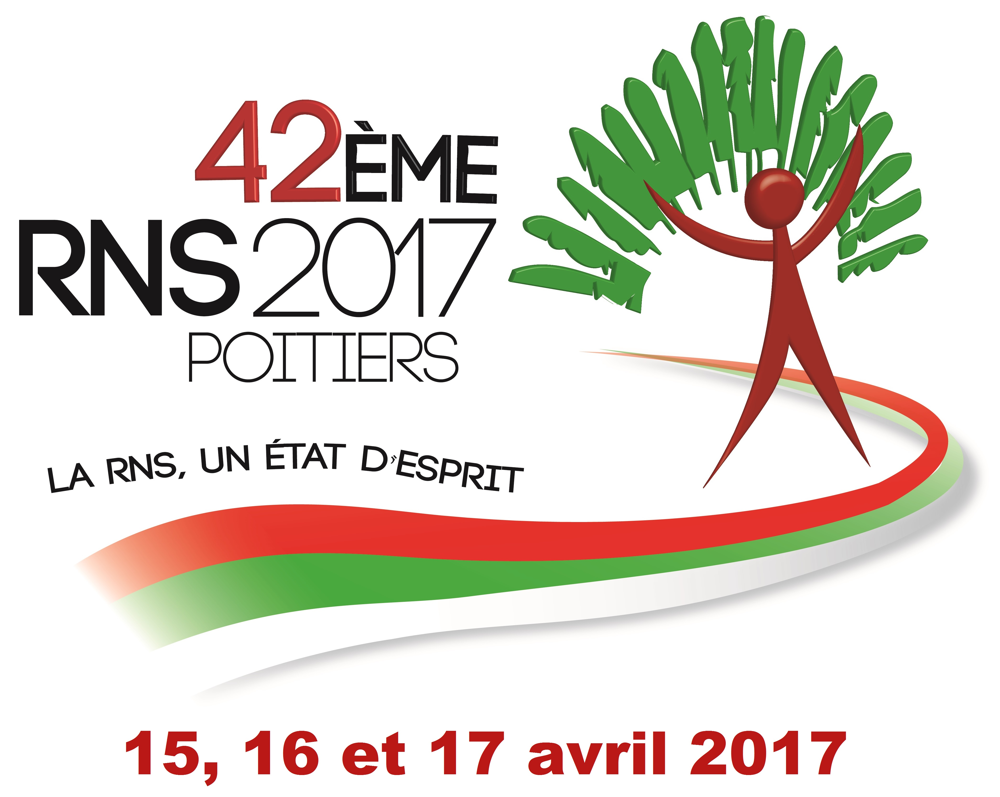 42ÈME
RNS 2017
POITIERS
LA RNS, UN ÉTAT D'ESPRIT
15, 16 et 17 avril 2017